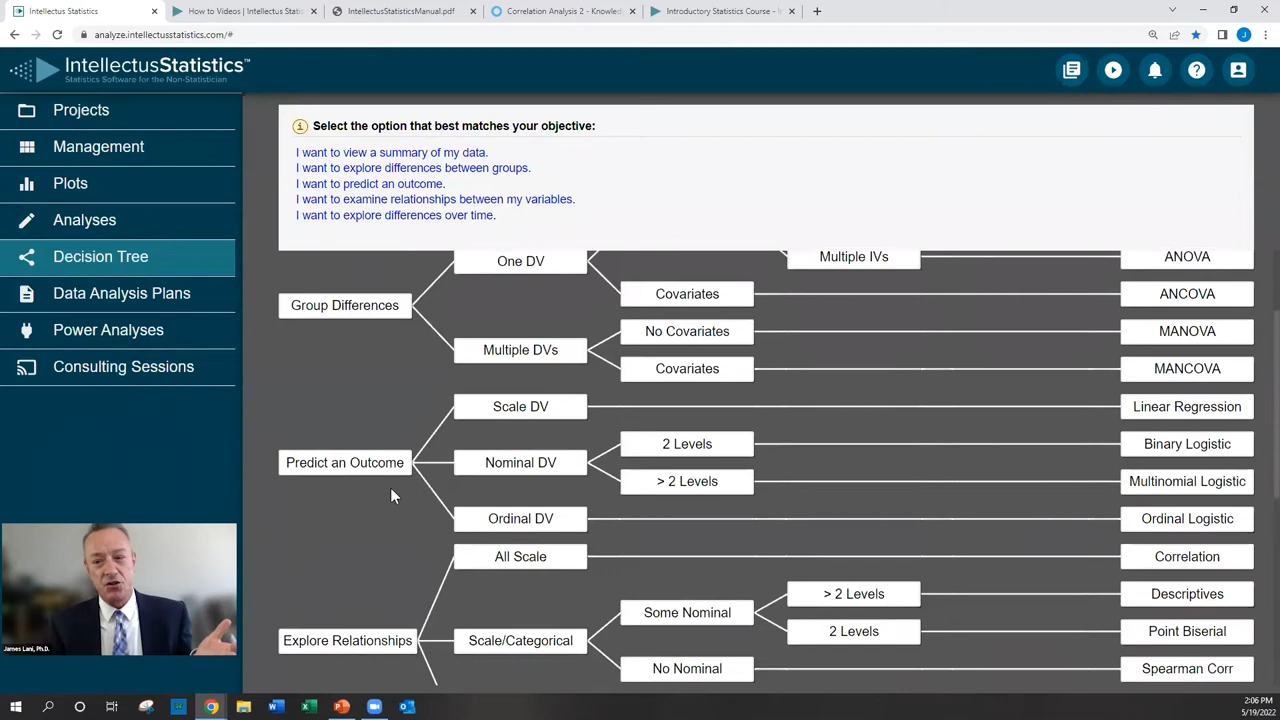 Intellectus Statistics
How to Videos | Intellectus Stati
IntellectusStatisticsManual.pdf
Correlation Analysis 2 - Knowled
Introductory Statistics Course - In
analyze.intellectusstatistics.com/#
IntellectusStatistics™
Statistics Software for the Non-Statistician
Projects
Management
Plots
Analyses
Decision Tree
Data Analysis Plans
Power Analyses
Consulting Sessions
Select the option that best matches your objective:
I want to view a summary of my data.
I want to explore differences between groups.
I want to predict an outcome.
I want to examine relationships between my variables.
I want to explore differences over time.
One DV
Multiple IVs
ANOVA
Group Differences
Covariates
ANCOVA
Multiple DVs
No Covariates
MANOVA
Covariates
MANCOVA
Predict an Outcome
Scale DV
Linear Regression
Nominal DV
2 Levels
Binary Logistic
> 2 Levels
Multinomial Logistic
Ordinal DV
Ordinal Logistic
Explore Relationships
All Scale
Correlation
Scale/Categorical
Some Nominal
> 2 Levels
Descriptives
2 Levels
Point Biserial
No Nominal
Spearman Corr
James Lani, Ph.D.
2:06 PM
5/19/2022